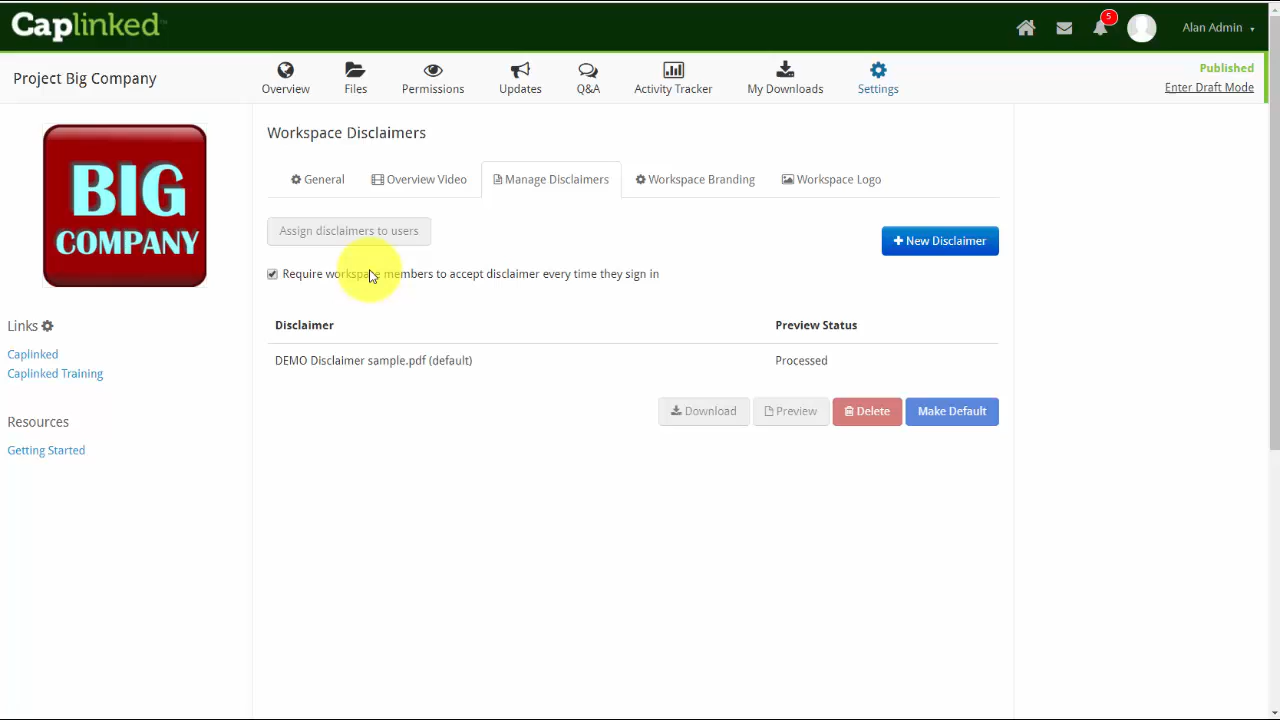 Caplinked
5
Alan Admin
Project Big Company
Overview
Files
Permissions
Updates
Q&A
Activity Tracker
My Downloads
Settings
Published
Enter Draft Mode
BIG
COMPANY
Links
Caplinked
Caplinked Training
Resources
Getting Started
Workspace Disclaimers
General
Overview Video
Manage Disclaimers
Workspace Branding
Workspace Logo
Assign disclaimers to users
+ New Disclaimer
Require workspace members to accept disclaimer every time they sign in
Disclaimer Preview Status
DEMO Disclaimer sample.pdf (default) Processed
Download
Preview
Delete
Make Default